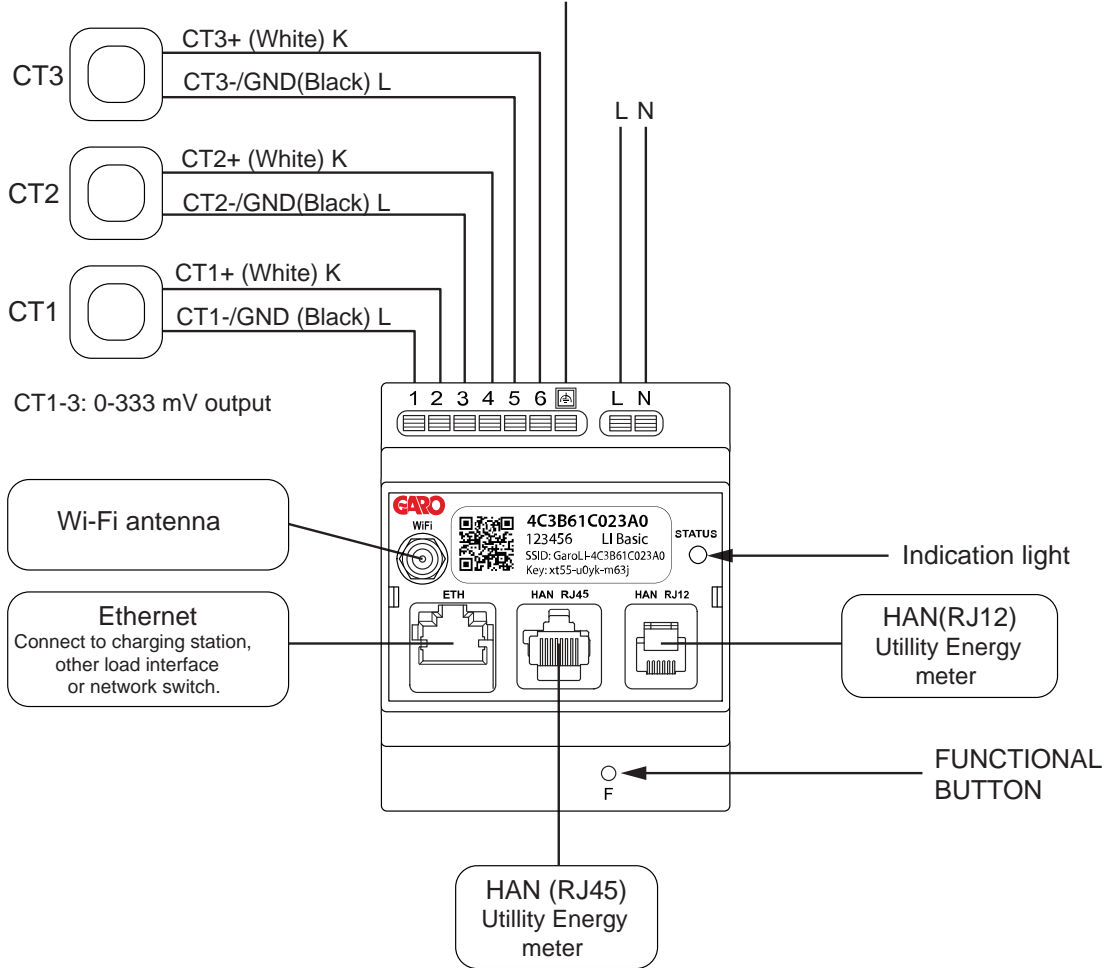 CT3+ (White) K
CT3
CT3-/GND(Black) L
L N
CT2+ (White) K
CT2
CT2-/GND(Black) L
CT1+ (White) K
CT1
CT1-/GND (Black) L
CT1-3: 0-333 mV output
1 2 3 4 5 6 L N
GARO
WiFi
4C3B61C023A0
123456 LI Basic
SSID: GaroLI-4C3B61C023A0
Key: xt55-u0yk-m63j
STATUS
Wi-Fi antenna
Indication light
ETH
HAN RJ45
HAN RJ12
Ethernet
Connect to charging station,
other load interface
or network switch.
HAN(RJ12)
Utillity Energy
meter
FUNCTIONAL
BUTTON
F
HAN (RJ45)
Utillity Energy
meter